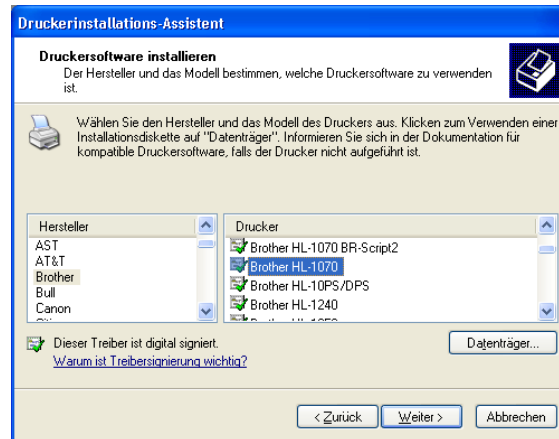 Druckerinstallations-Assistent
Druckersoftware installieren
Der Hersteller und das Modell bestimmen, welche Druckersoftware zu verwenden
ist.
Wählen Sie den Hersteller und das Modell des Druckers aus. Klicken zum Verwenden einer
Installationsdiskette auf "Datenträger". Informieren Sie sich in der Dokumentation für
kompatible Druckersoftware, falls der Drucker nicht aufgeführt ist.
Hersteller
AST
AT&T
Brother
Bull
Canon
Drucker
Brother HL-1070 BR-Script2
Brother HL-1070
Brother HL-10PS/DPS
Brother HL-1240
Dieser Treiber ist digital signiert.
Warum ist Treibersignierung wichtig?
Datenträger...
< Zurück
Weiter >
Abbrechen